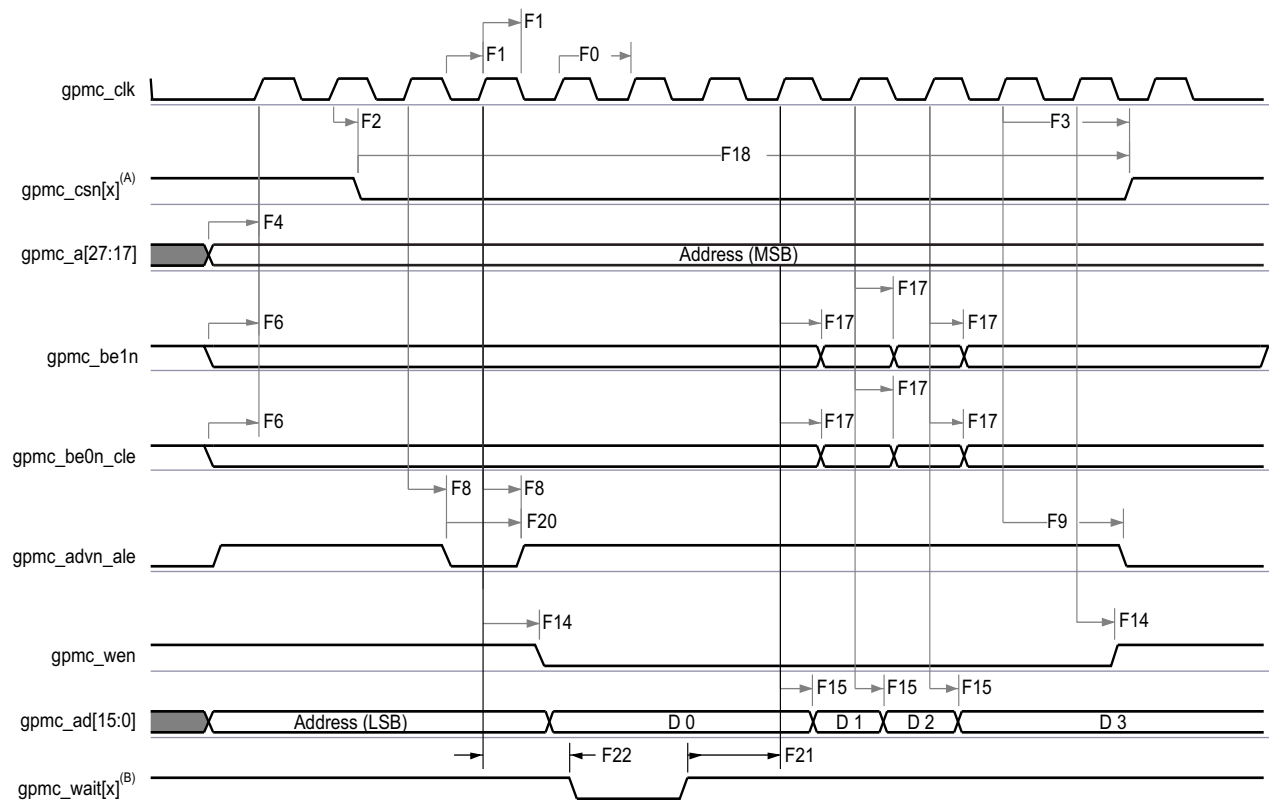 F1
F1
F0
gpmc_clk
F2
F3
F18
gpmc_csn[x](A)
F4
gpmc_a[27:17]
Address (MSB)
F17
F6
F17
F17
gpmc_be1n
F17
F6
F17
F17
gpmc_be0n_cle
F8
F8
F20
F9
gpmc_advn_ale
F14
F14
gpmc_wen
F15
F15
F15
gpmc_ad[15:0]
Address (LSB)
D 0
D 1
D 2
D 3
F22
F21
gpmc_wait[x](B)